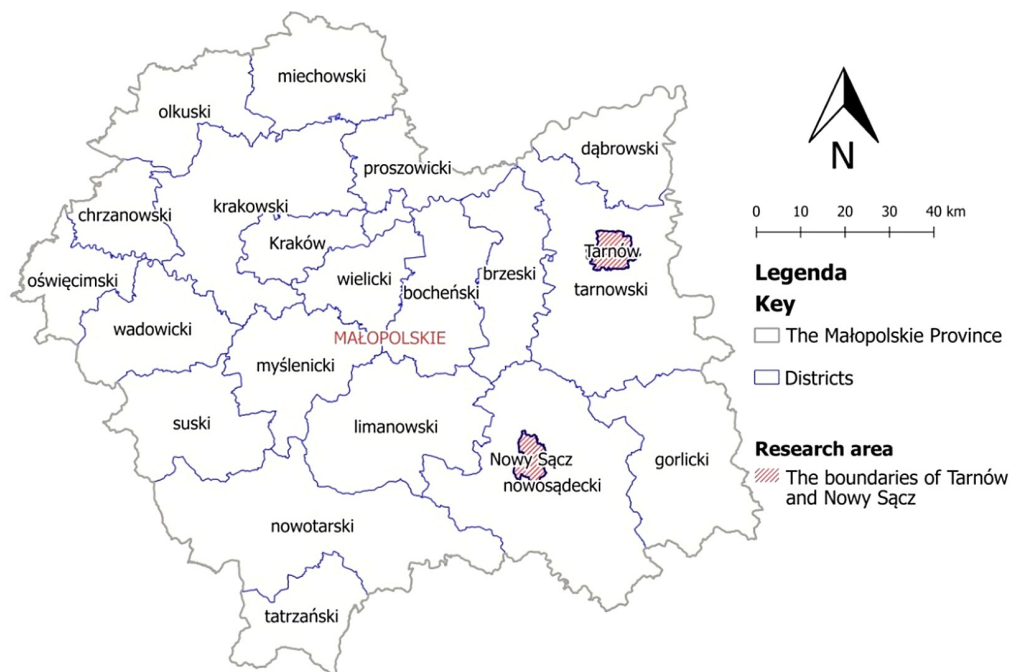 miechowski
olkuski
dąbrowski
proszowicki
krakowski
chrzanowski
Kraków
Tarnów
oświęcimski
wielicki
bocheński
brzeski
tarnowski
wadowicki
MAŁOPOLSKIE
myślenicki
suski
limanowski
Nowy Sącz
nowosądecki
gorlicki
nowotarski
tatrzański
N
0 10 20 30 40 km
Legenda
Key
The Małopolskie Province
Districts
Research area
The boundaries of Tarnów
and Nowy Sącz